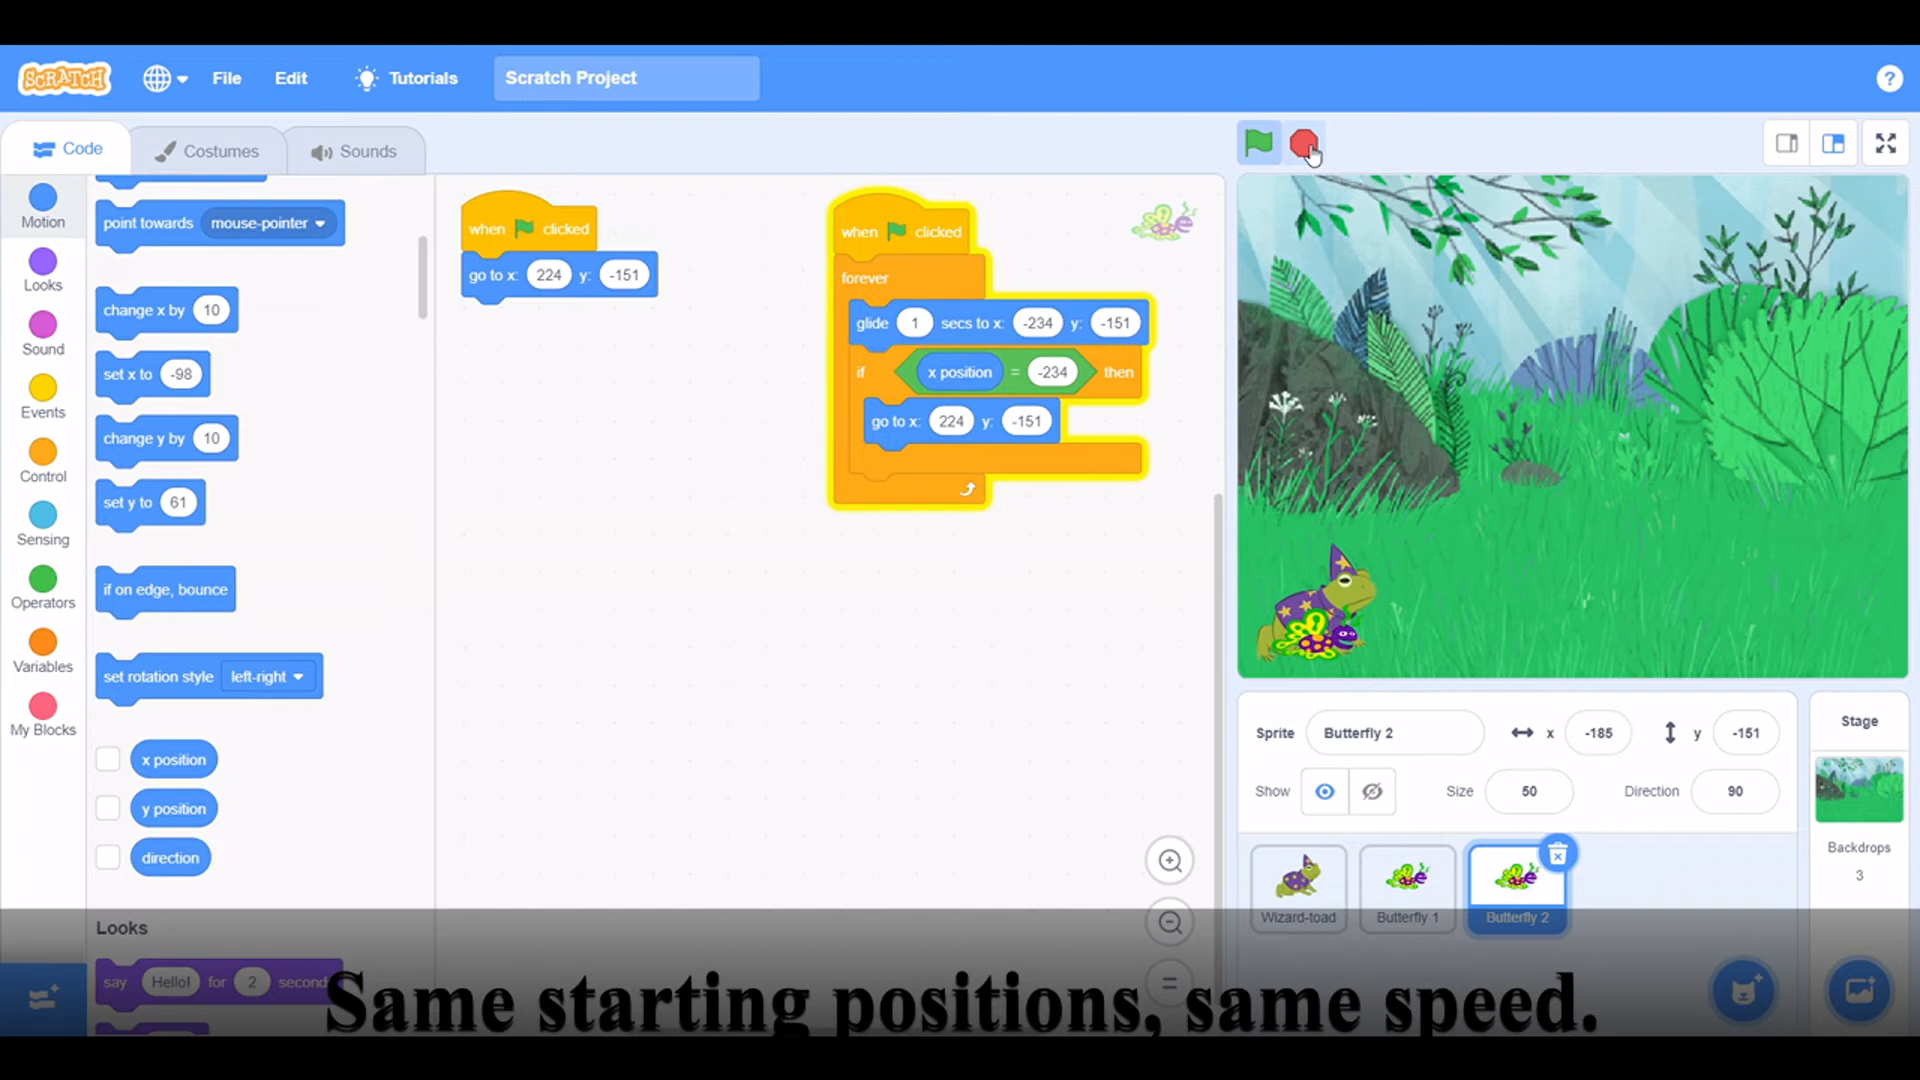 SCRATCH File Edit Tutorials Scratch Project ?
Code Costumes Sounds
Motion
Looks
Sound
Events
Control
Sensing
Operators
Variables
My Blocks
point towards mouse-pointer
change x by 10
set x to -98
change y by 10
set y to 61
if on edge, bounce
set rotation style left-right
x position
y position
direction
Looks
say Hello! for 2 seconds
when clicked
go to x: 224 y: -151
when clicked
forever
glide 1 secs to x: -234 y: -151
if x position = -234 then
go to x: 224 y: -151
Sprite Butterfly 2 x -185 y -151
Show Size 50 Direction 90
Wizard-toad Butterfly 1 Butterfly 2
Stage
Backdrops
3
Same starting positions, same speed.